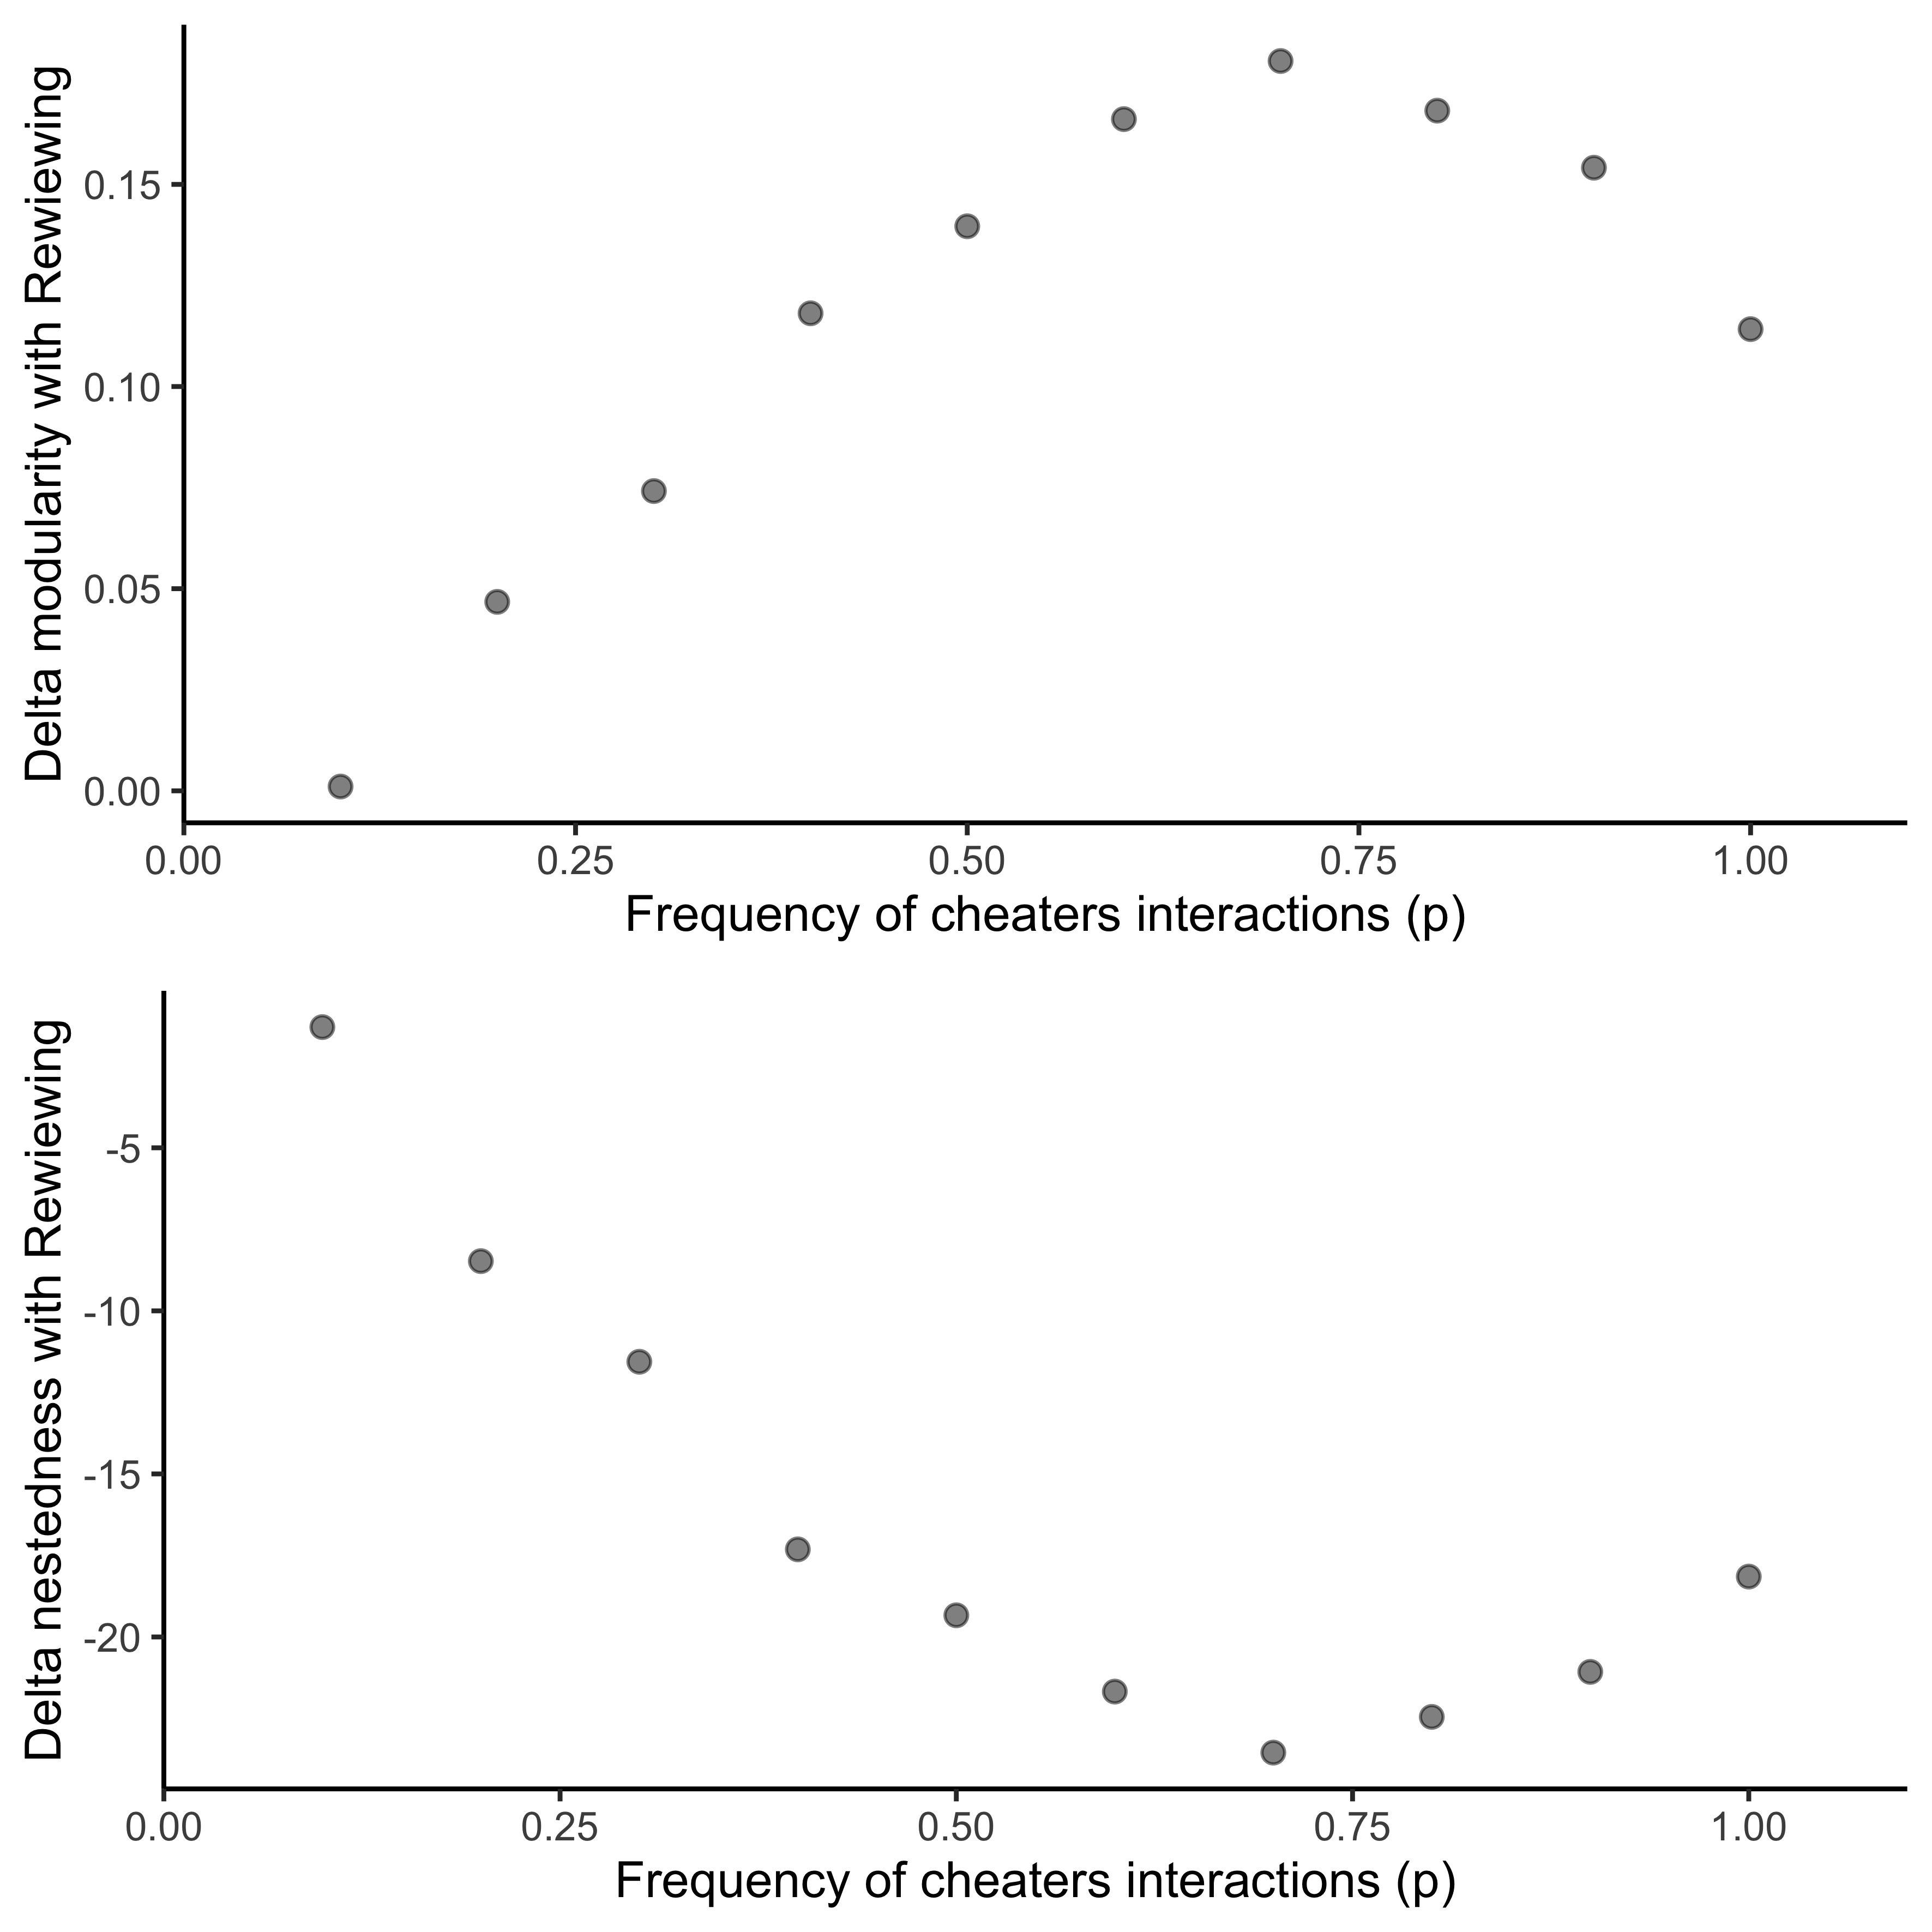 Delta modularity with Rewiewing
0.15
0.10
0.05
0.00
0.00 0.25 0.50 0.75 1.00
Frequency of cheaters interactions (p)
Delta nestedness with Rewiewing
-5
-10
-15
-20
0.00 0.25 0.50 0.75 1.00
Frequency of cheaters interactions (p)